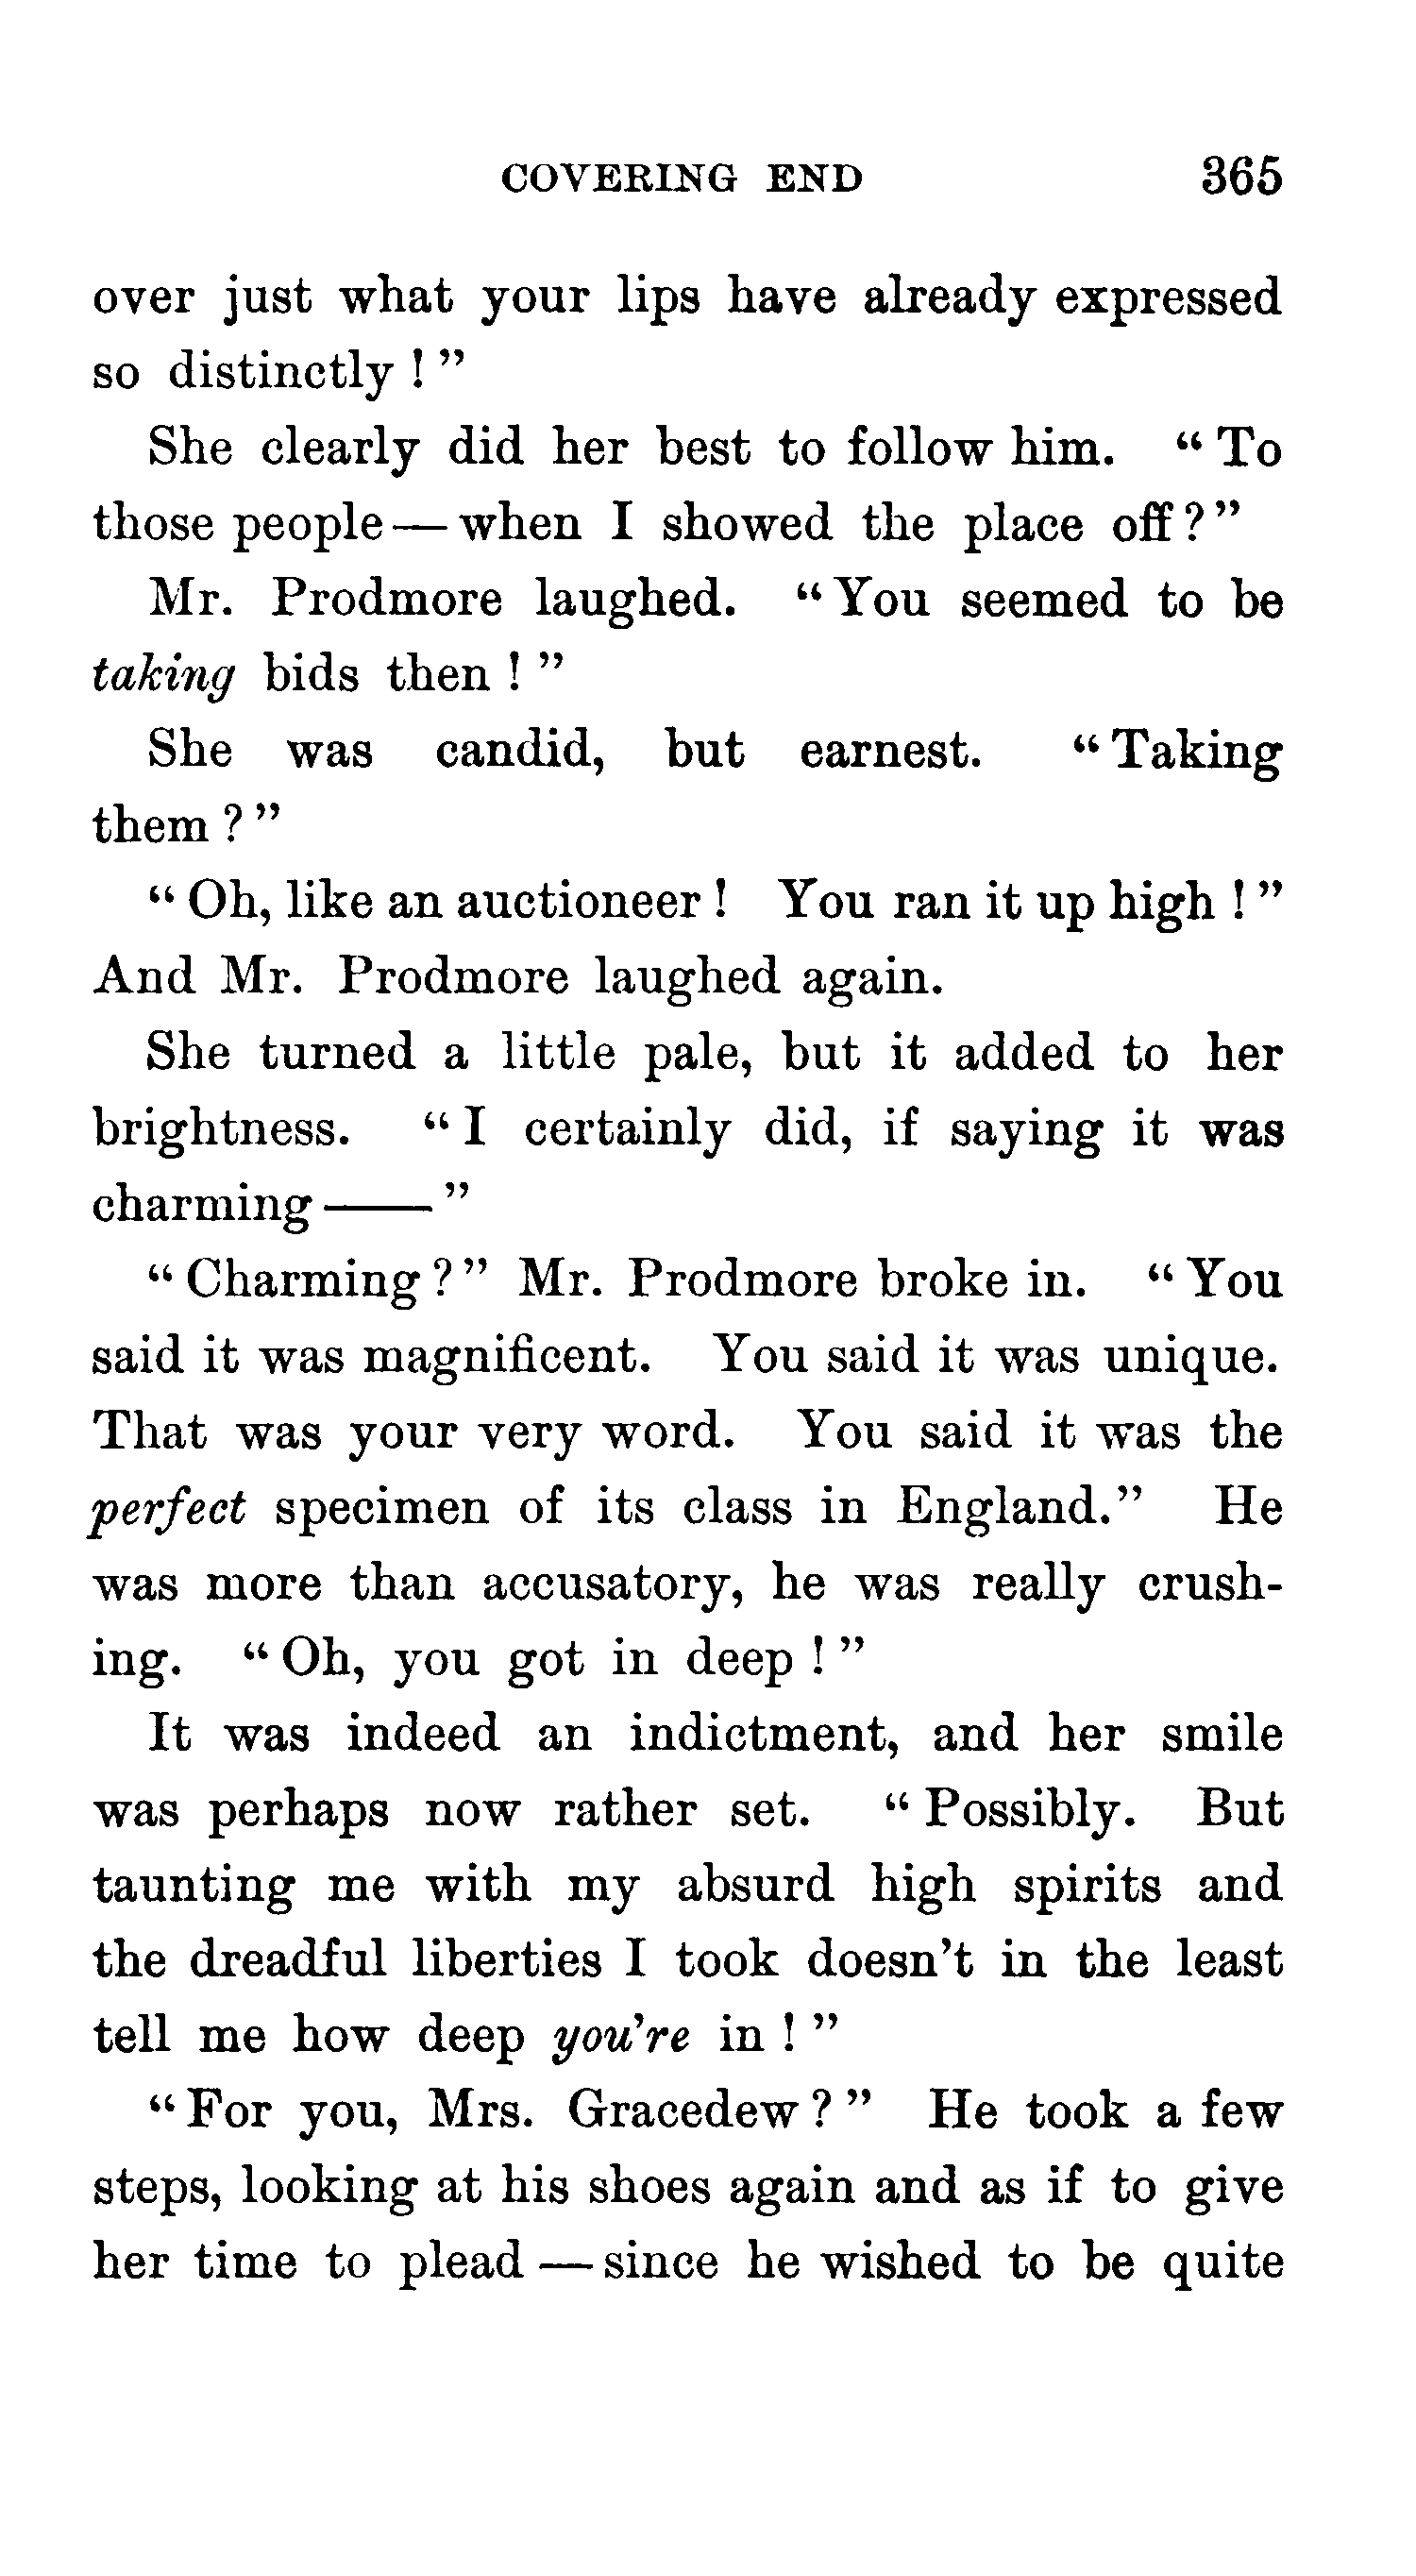 COVERING END 365
over just what your lips have already expressed
so distinctly ! ”
She clearly did her best to follow him. “ To
those people — when I showed the place off ? ”
Mr. Prodmore laughed. “ You seemed to be
taking bids then ! ”
She was candid, but earnest. “ Taking
them ? ”
“ Oh, like an auctioneer ! You ran it up high ! ”
And Mr. Prodmore laughed again.
She turned a little pale, but it added to her
brightness. “ I certainly did, if saying it was
charming —— ”
“ Charming ? ” Mr. Prodmore broke in. “ You
said it was magnificent. You said it was unique.
That was your very word. You said it was the
perfect specimen of its class in England.” He
was more than accusatory, he was really crush-
ing. “ Oh, you got in deep ! ”
It was indeed an indictment, and her smile
was perhaps now rather set. “ Possibly. But
taunting me with my absurd high spirits and
the dreadful liberties I took doesn’t in the least
tell me how deep you’re in ! ”
“ For you, Mrs. Gracedew ? ” He took a few
steps, looking at his shoes again and as if to give
her time to plead — since he wished to be quite